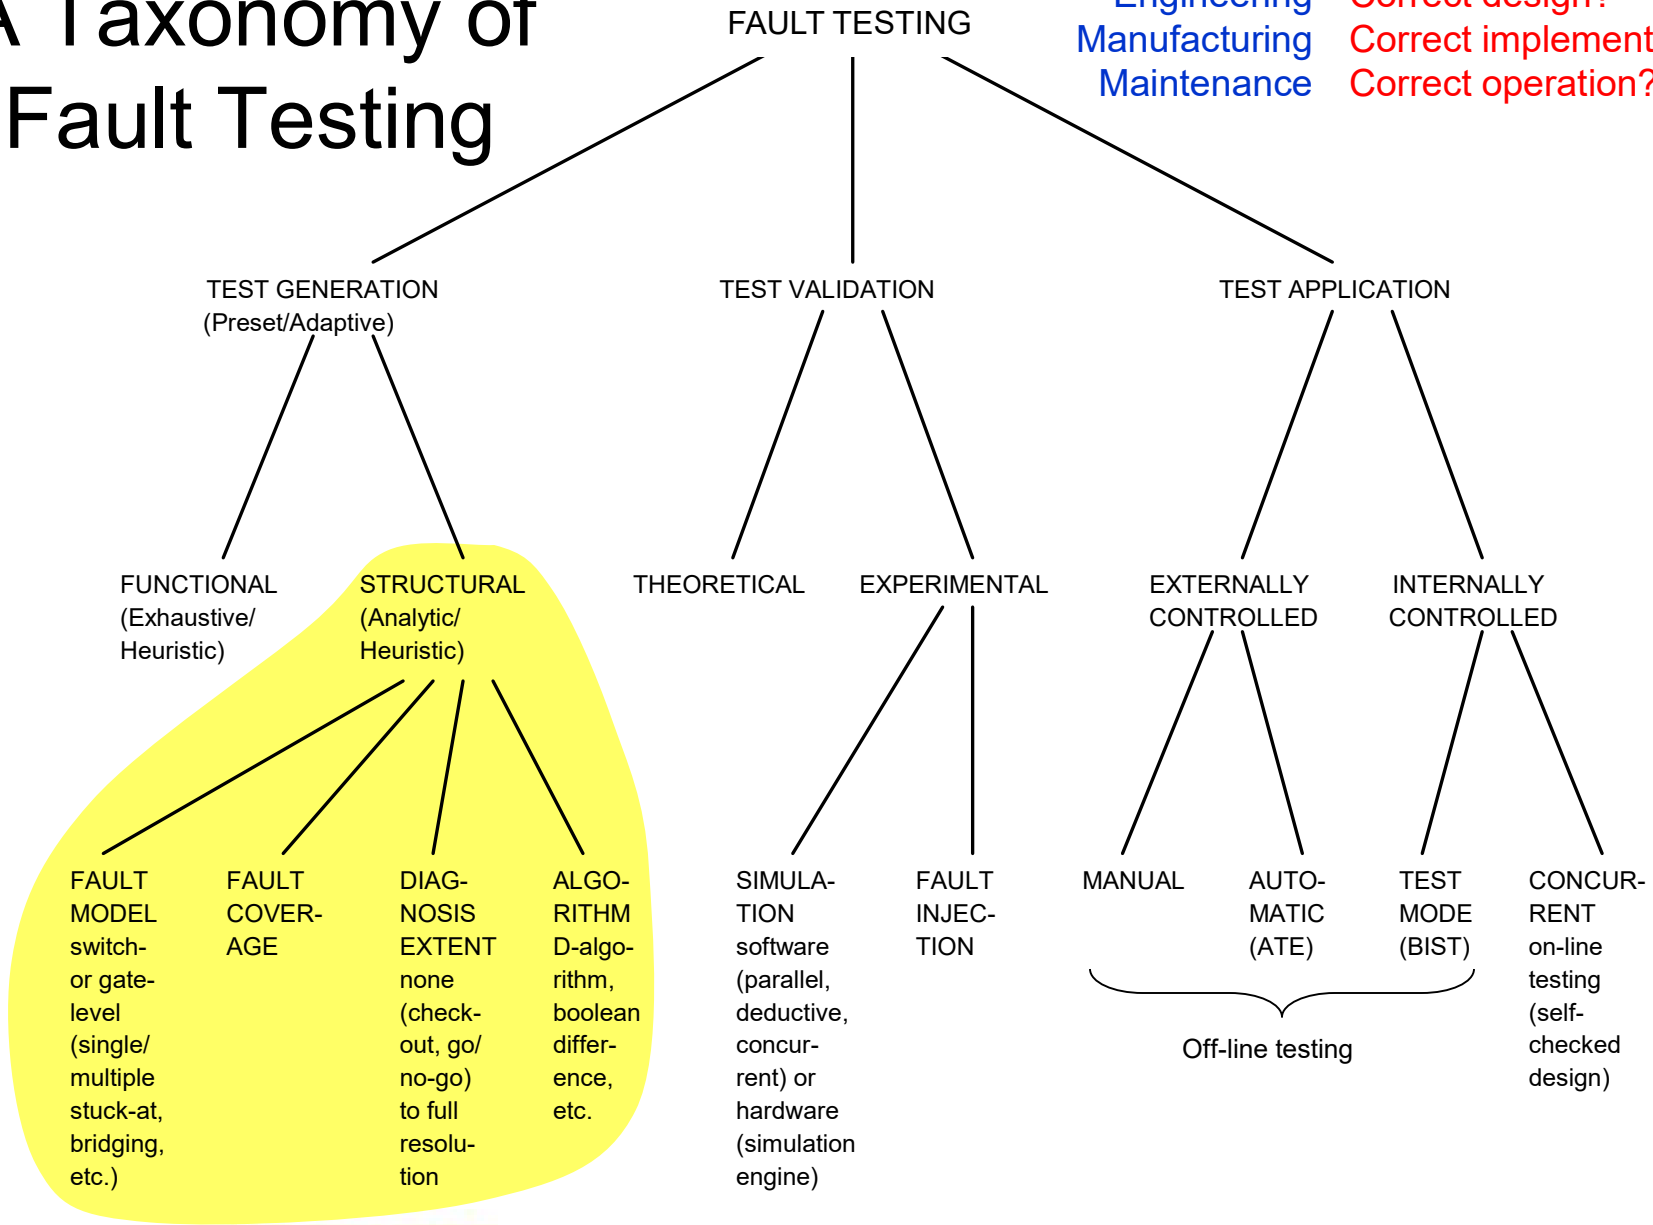 A Taxonomy of
Fault Testing
FAULT TESTING
Engineering Correct design?
Manufacturing Correct implement
Maintenance Correct operation?
TEST GENERATION
(Preset/Adaptive)
TEST VALIDATION
TEST APPLICATION
FUNCTIONAL
(Exhaustive/
Heuristic)
STRUCTURAL
(Analytic/
Heuristic)
THEORETICAL
EXPERIMENTAL
EXTERNALLY
CONTROLLED
INTERNALLY
CONTROLLED
FAULT
MODEL
switch-
or gate-
level
(single/
multiple
stuck-at,
bridging,
etc.)
FAULT
COVER-
AGE
DIAG-
NOSIS
EXTENT
none
(check-
out, go/
no-go)
to full
resolu-
tion
ALGO-
RITHM
D-algo-
rithm,
boolean
differ-
ence,
etc.
SIMULA-
TION
software
(parallel,
deductive,
concur-
rent) or
hardware
(simulation
engine)
FAULT
INJEC-
TION
MANUAL
AUTO-
MATIC
(ATE)
TEST
MODE
(BIST)
CONCUR-
RENT
on-line
testing
(self-
checked
design)
Off-line testing